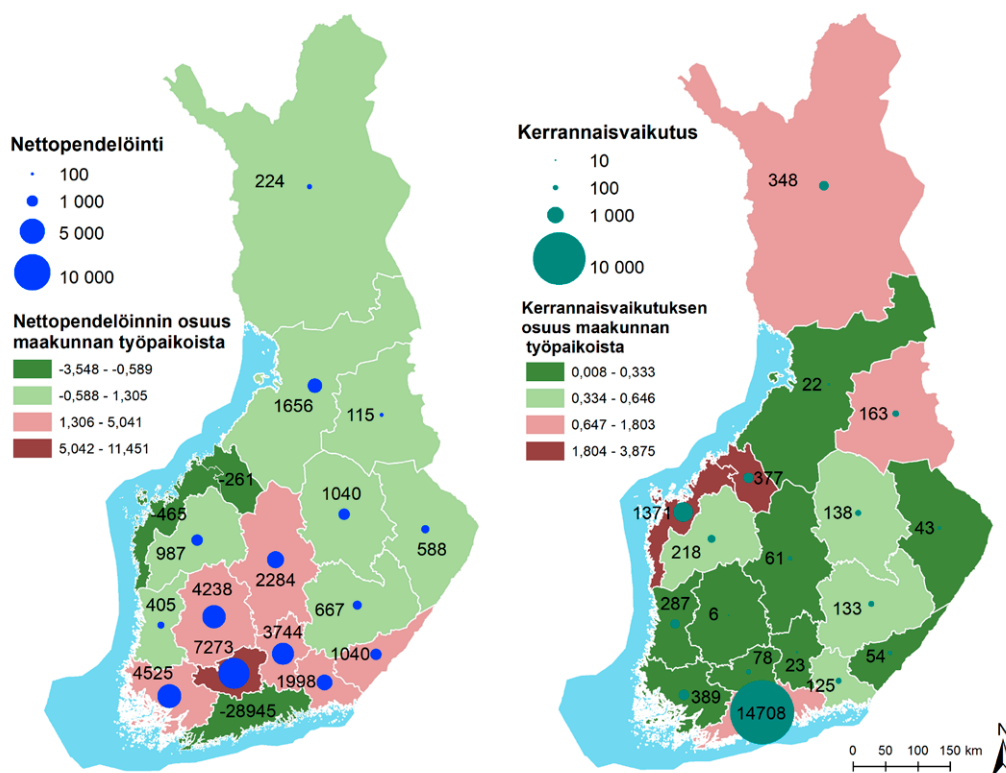 Nettopendelöinti
100
1 000
5 000
10 000
Nettopendelöinnin osuus
maakunnan työpaikoista
-3,548 - -0,589
-0,588 - 1,305
1,306 - 5,041
5,042 - 11,451
224
1656
115
-261
-465
1040
987
588
2284
4238
405
667
7273
3744
1040
4525
1998
-28945
Kerrannaisvaikutus
10
100
1 000
10 000
Kerrannaisvaikutuksen
osuus maakunnan
työpaikoista
0,008 - 0,333
0,334 - 0,646
0,647 - 1,803
1,804 - 3,875
348
22
163
377
1371
138
43
218
61
287
6
133
78
23
54
389
125
14708
N
0 50 100 150 km